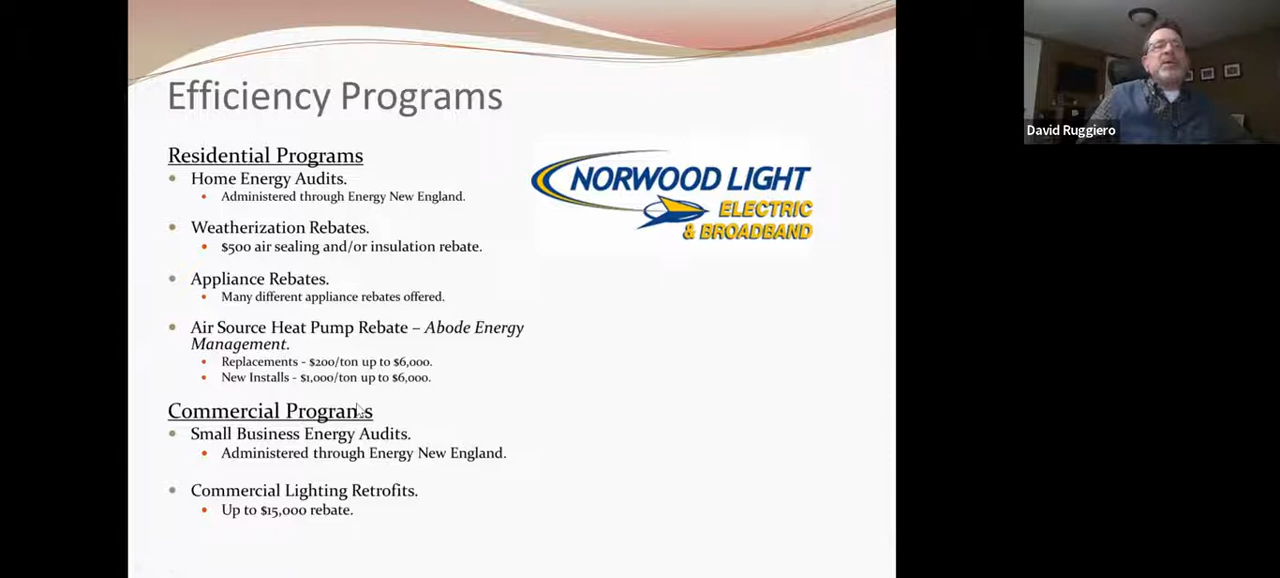 Efficiency Programs
Residential Programs
Home Energy Audits.
Administered through Energy New England.
Weatherization Rebates.
$500 air sealing and/or insulation rebate.
Appliance Rebates.
Many different appliance rebates offered.
Air Source Heat Pump Rebate – Abode Energy
Management.
Replacements - $200/ton up to $6,000.
New Installs - $1,000/ton up to $6,000.
Commercial Programs
Small Business Energy Audits.
Administered through Energy New England.
Commercial Lighting Retrofits.
Up to $15,000 rebate.
NORWOOD LIGHT
ELECTRIC
& BROADBAND
David Ruggiero